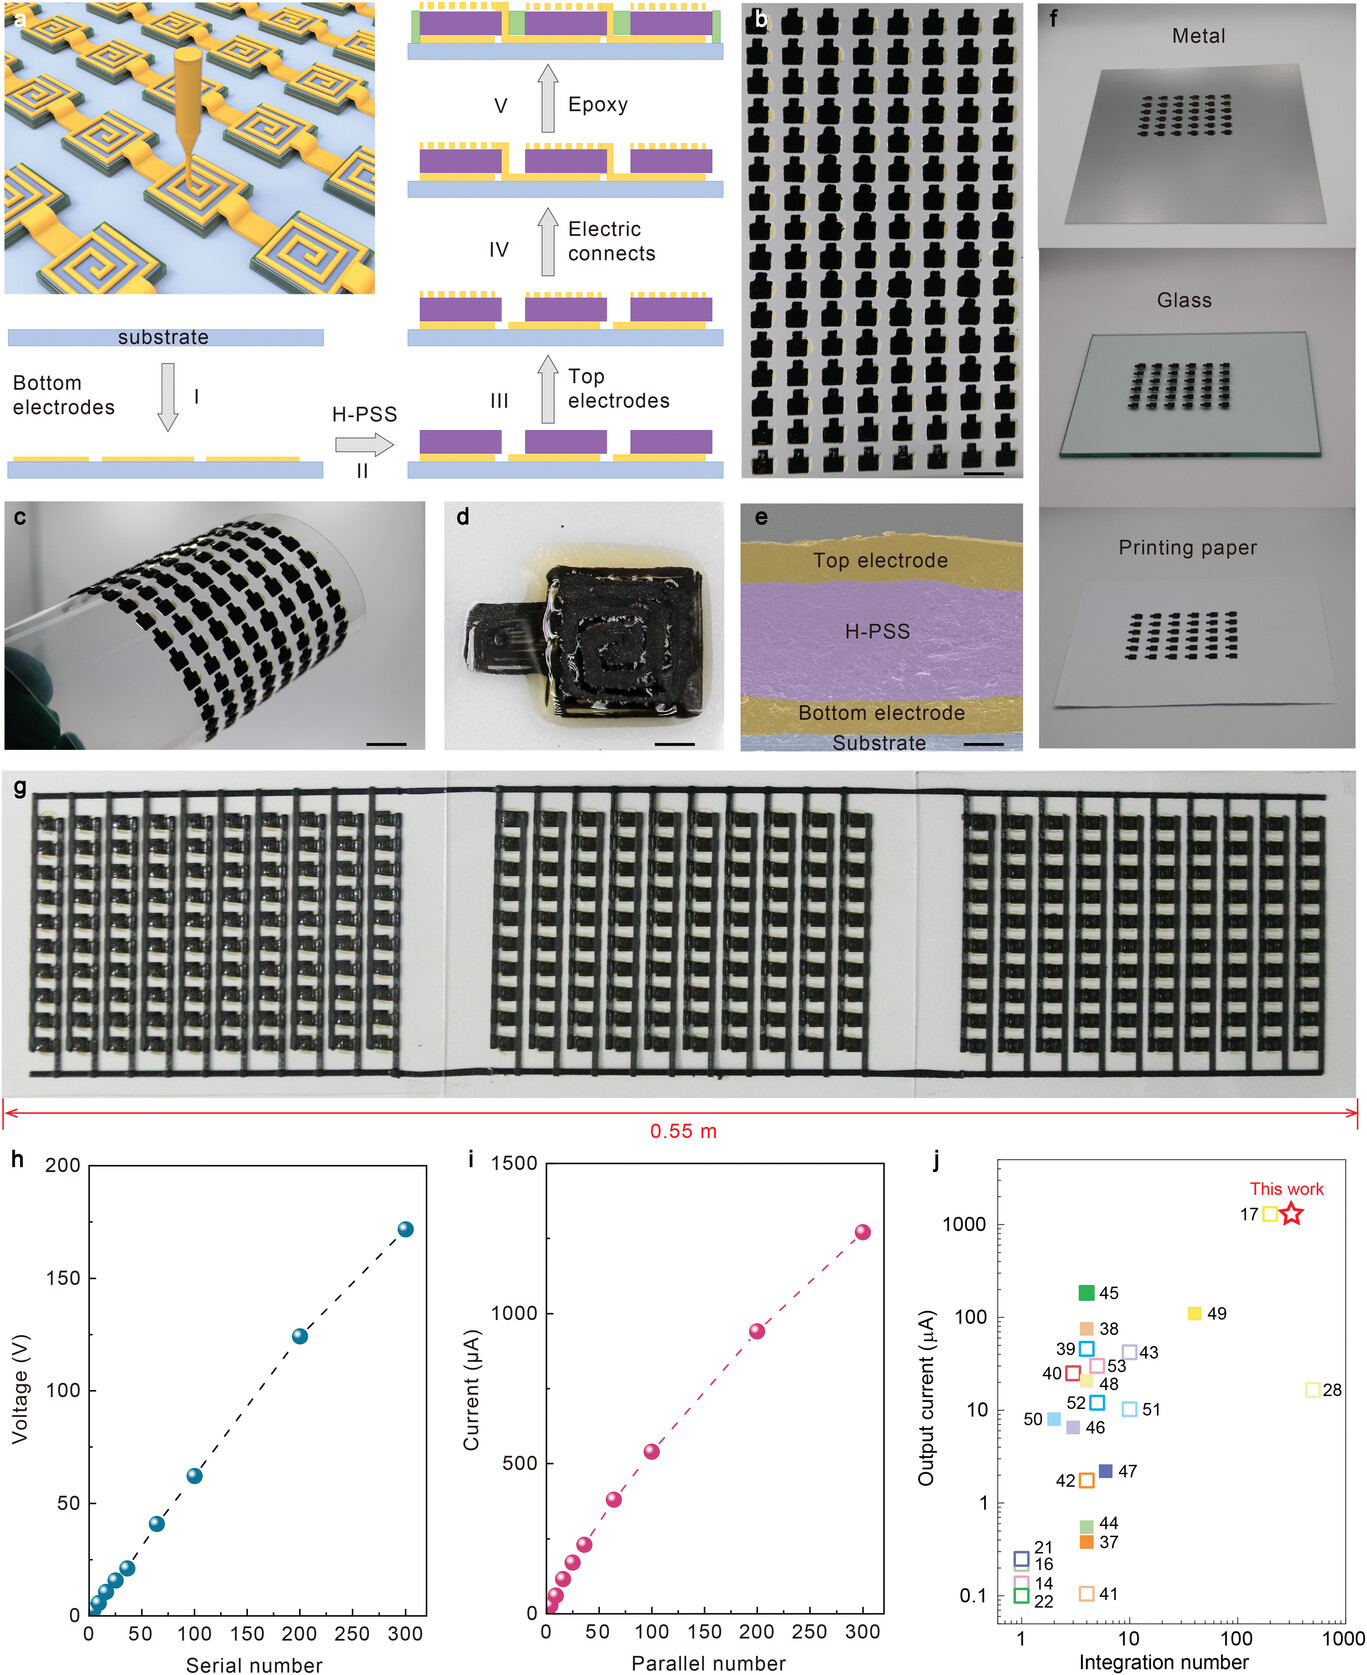 a
substrate
Bottom
electrodes
I
H-PSS
II
III
Top
electrodes
IV
Electric
connects
V
Epoxy
b
f
Metal
Glass
Printing paper
c
d
e
Top electrode
H-PSS
Bottom electrode
Substrate
g
0.55 m
h
200
150
100
50
0
Voltage (V)
0 50 100 150 200 250 300
Serial number
i
1500
1000
500
0
Current (μA)
0 50 100 150 200 250 300
Parallel number
j
This work
17
45
49
38
39
43
53
40
48
28
52
51
50
46
47
42
44
37
21
16
14
22
41
1000
100
10
1
0.1
Output current (μA)
1 10 100 1000
Integration number